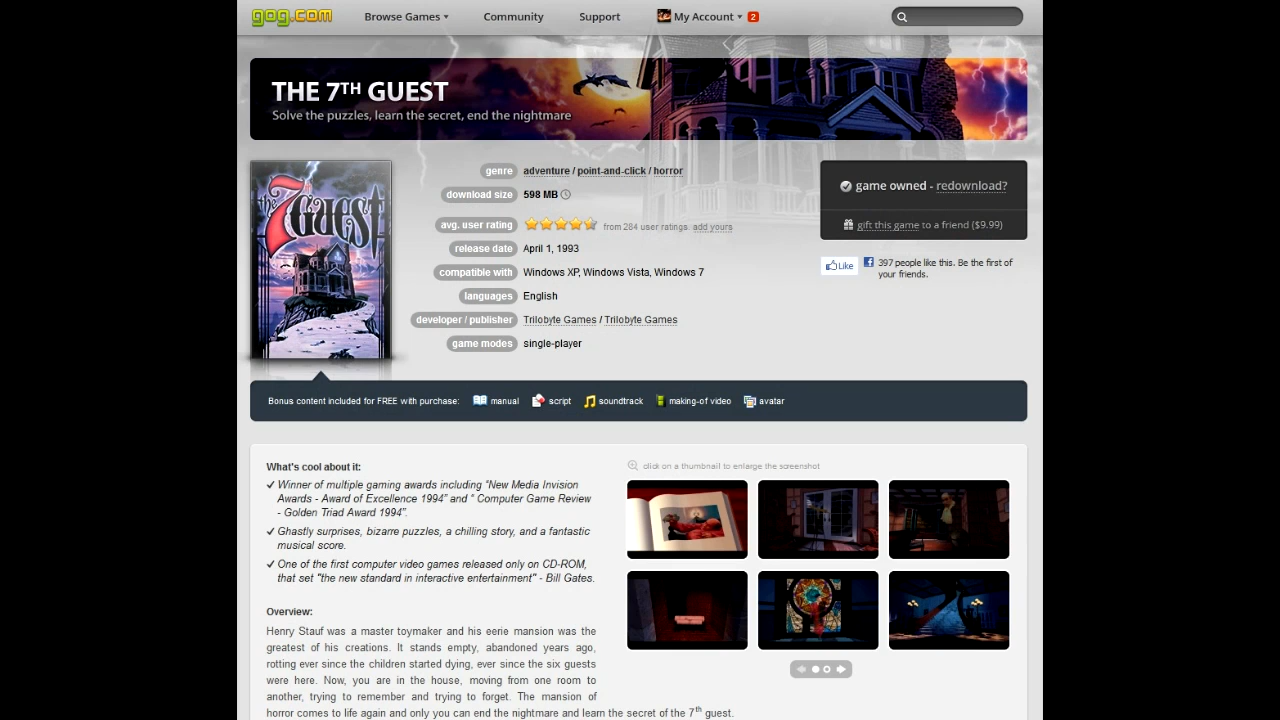 gog.com
Browse Games
Community
Support
My Account
2
THE 7TH GUEST
Solve the puzzles, learn the secret, end the nightmare
the 7th Guest
genre
adventure / point-and-click / horror
download size
598 MB
avg. user rating
from 284 user ratings. add yours
release date
April 1, 1993
compatible with
Windows XP, Windows Vista, Windows 7
languages
English
developer / publisher
Trilobyte Games / Trilobyte Games
game modes
single-player
game owned - redownload?
gift this game to a friend ($9.99)
Like
397 people like this. Be the first of
your friends.
Bonus content included for FREE with purchase:
manual
script
soundtrack
making-of video
avatar
What's cool about it:
Winner of multiple gaming awards including "New Media Invision
Awards - Award of Excellence 1994" and " Computer Game Review
- Golden Triad Award 1994".
Ghastly surprises, bizarre puzzles, a chilling story, and a fantastic
musical score.
One of the first computer video games released only on CD-ROM,
that set "the new standard in interactive entertainment" - Bill Gates.
click on a thumbnail to enlarge the screenshot
Overview:
Henry Stauf was a master toymaker and his eerie mansion was the
greatest of his creations. It stands empty, abandoned years ago,
rotting ever since the children started dying, ever since the six guests
were here. Now, you are in the house, moving from one room to
another, trying to remember and trying to forget. The mansion of
horror comes to life again and only you can end the nightmare and learn the secret of the 7th guest.